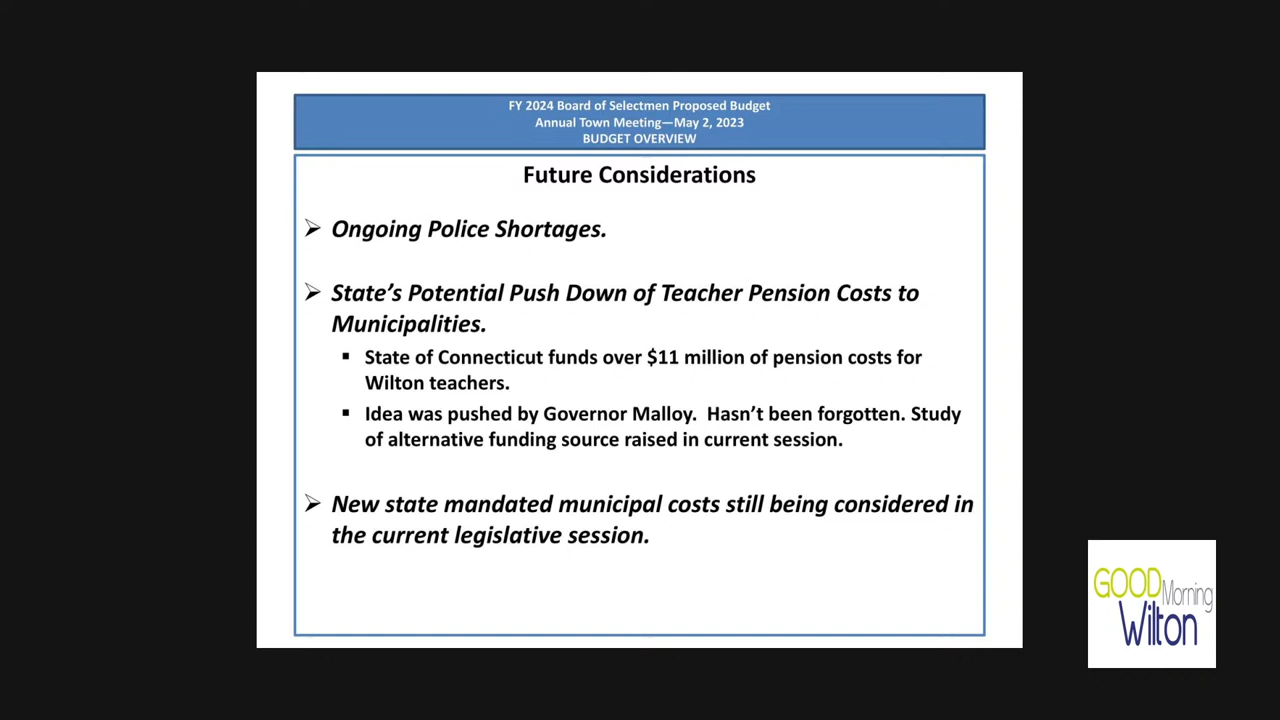 FY 2024 Board of Selectmen Proposed Budget
Annual Town Meeting—May 2, 2023
BUDGET OVERVIEW
Future Considerations
Ongoing Police Shortages.
State’s Potential Push Down of Teacher Pension Costs to
Municipalities.
State of Connecticut funds over $11 million of pension costs for
Wilton teachers.
Idea was pushed by Governor Malloy.  Hasn’t been forgotten. Study
of alternative funding source raised in current session.
New state mandated municipal costs still being considered in
the current legislative session.
GOOD Morning
Wilton